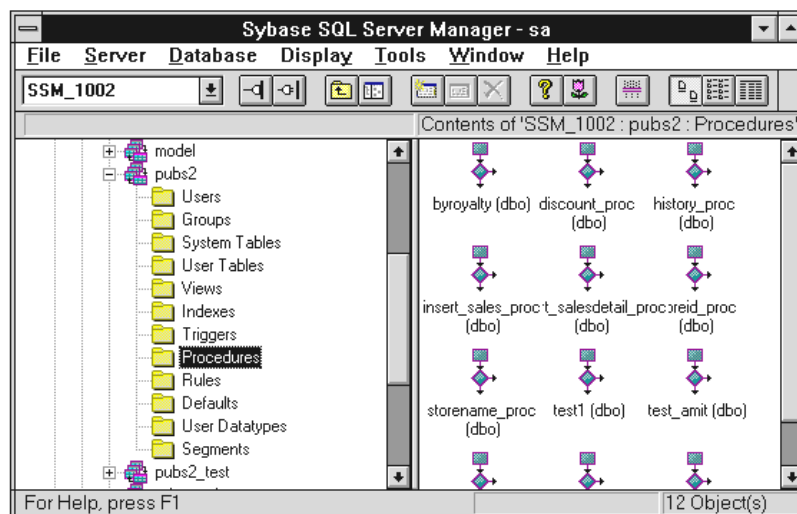 Sybase SQL Server Manager - sa
File Server Database Display Tools Window Help
SSM_1002
Contents of 'SSM_1002 : pubs2 : Procedures'
model
pubs2
Users
Groups
System Tables
User Tables
Views
Indexes
Triggers
Procedures
Rules
Defaults
User Datatypes
Segments
pubs2_test
byroyalty (dbo) discount_proc history_proc
(dbo) (dbo)
insert_sales_proc t_salesdetail_proc oreid_proc
(dbo) (dbo) (dbo)
storename_proc test1 (dbo) test_amit (dbo)
(dbo)
For Help, press F1
12 Object(s)